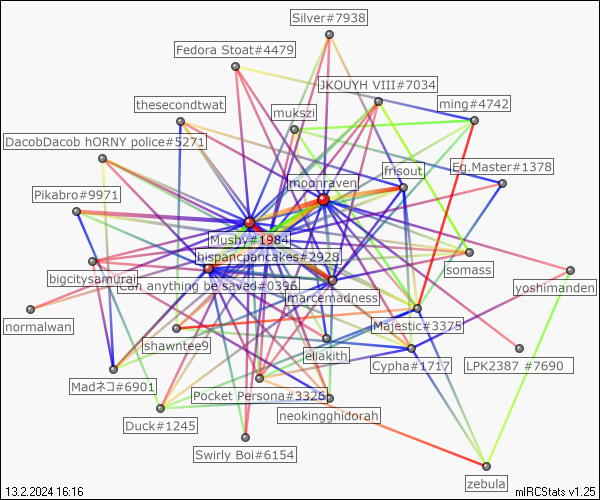 Silver#7938
Fedora Stoat#4479
JKOUYH VIII#7034
thesecondtwat
mukszi
ming#4742
DacobDacob hORNY police#5271
Eg.Master#1378
frisout
moonraven
Pikabro#9971
Mushy#1984
hispancpancakes#2928
somass
bigcitysamurai
Can anything be saved#0396
yoshimanden
marcemadness
normalwan
Majestic#3375
shawntee9
eliakith
Cypha#1717
LPK2387 #7690
Madネコ#6901
Pocket Persona#3326
neokingghidorah
Duck#1245
Swirly Boi#6154
zebula
13.2.2024 16:16
mIRCStats v1.25